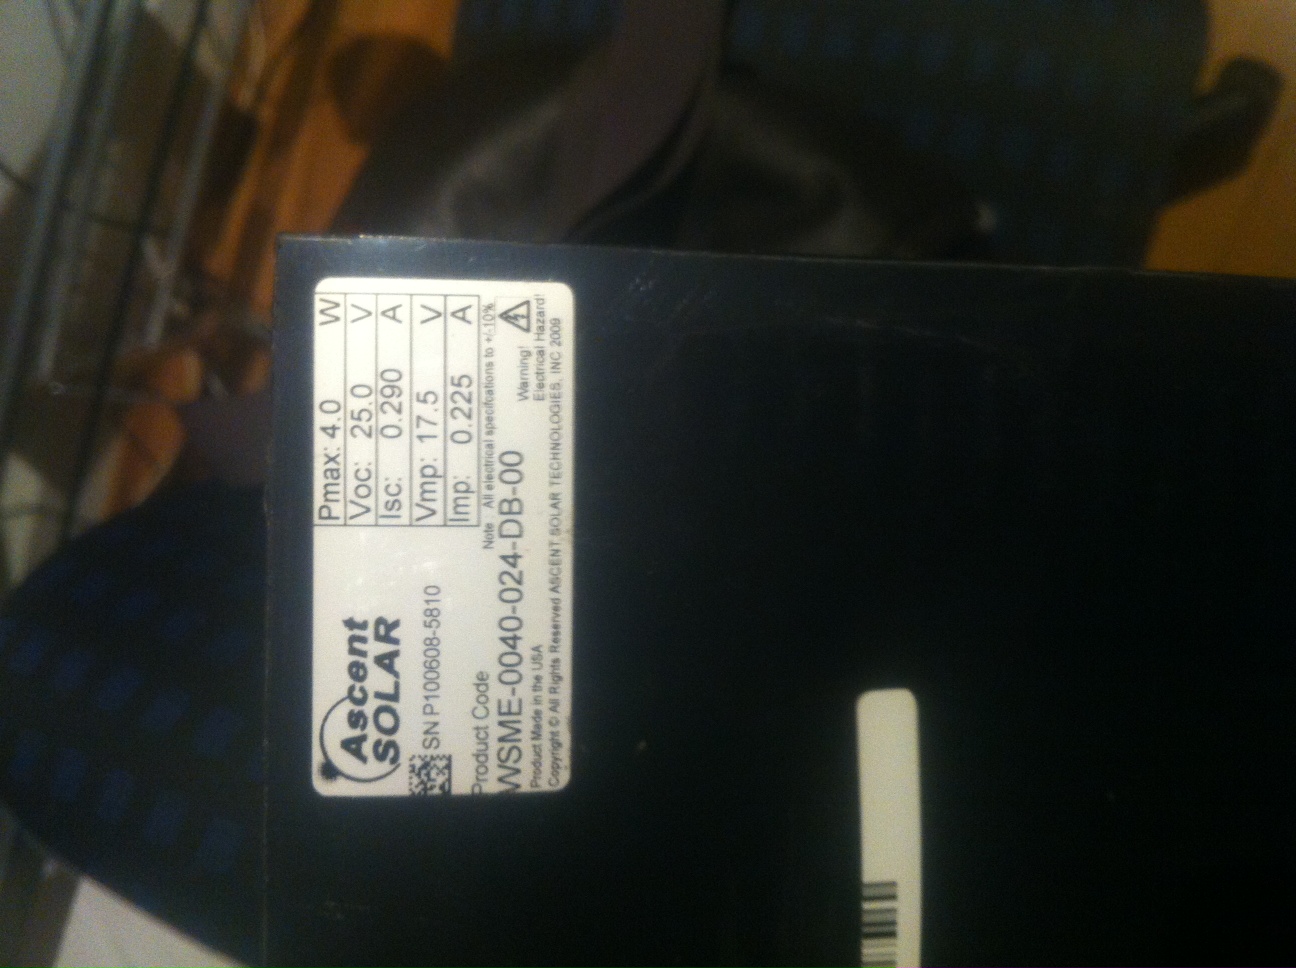 Ascent
SOLAR
SN P100608-5810
Pmax: 4.0 W
Voc: 25.0 V
Isc: 0.290 A
Vmp: 17.5 V
Imp: 0.225 A
Note All electrical specifcations to +/-10%
Product Code
WSME-0040-024-DB-00
Warning!
Electrical Hazard!
Product Made in the USA
Copyright © All Rights Reserved ASCENT SOLAR TECHNOLOGIES, INC 2009